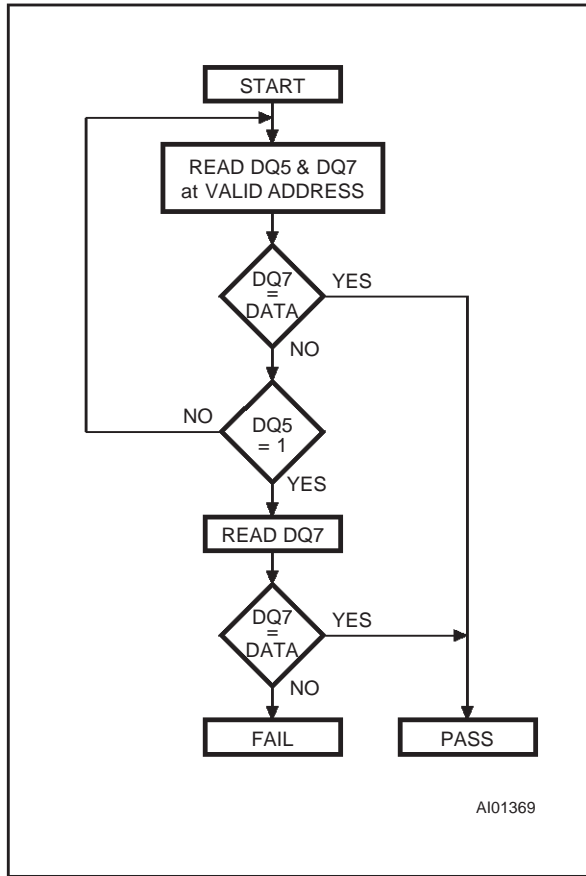 START
READ DQ5 & DQ7
at VALID ADDRESS
DQ7
=
DATA
YES
NO
NO
DQ5
= 1
YES
READ DQ7
DQ7
=
DATA
YES
NO
FAIL
PASS
AI01369